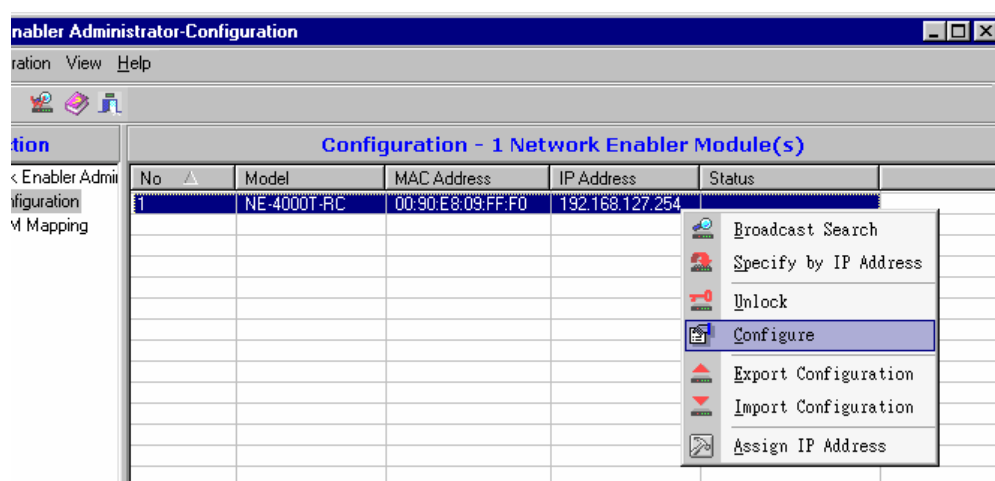 nabler Administrator-Configuration
ration View Help
tion
Configuration - 1 Network Enabler Module(s)
k Enabler Admi
nfiguration
M Mapping
No Model MAC Address IP Address Status
1 NE-4000T-RC 00:90:E8:09:FF:F0 192.168.127.254
Broadcast Search
Specify by IP Address
Unlock
Configure
Export Configuration
Import Configuration
Assign IP Address